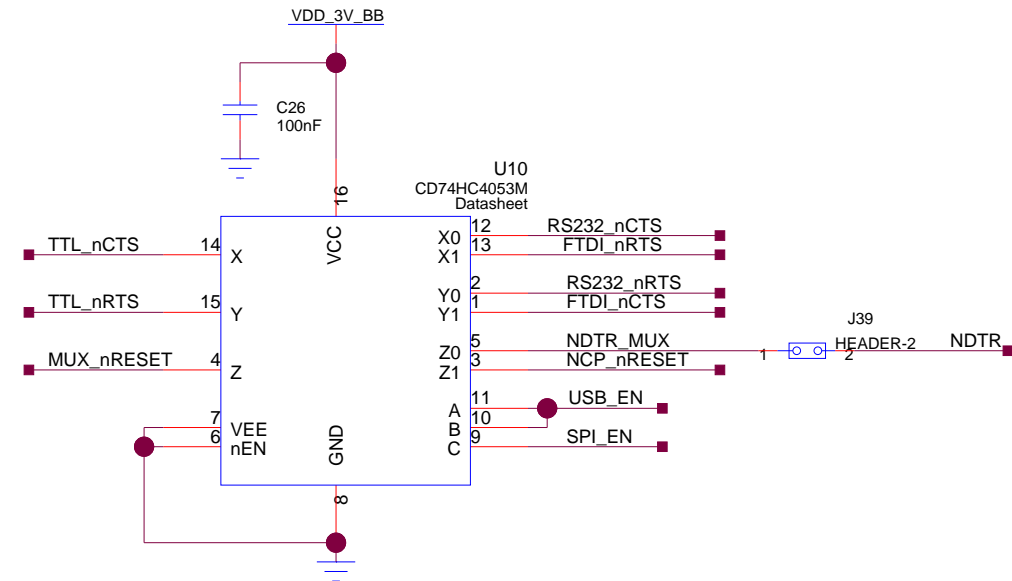 VDD_3V_BB
C26
100nF
U10
CD74HC4053M
Datasheet
16
VCC
TTL_nCTS
14
X
TTL_nRTS
15
Y
MUX_nRESET
4
Z
7
VEE
6
nEN
GND
8
X0
12
RS232_nCTS
X1
13
FTDI_nRTS
Y0
2
RS232_nRTS
Y1
1
FTDI_nCTS
Z0
5
NDTR_MUX
Z1
3
NCP_nRESET
A
11
USB_EN
B
10
C
9
SPI_EN
J39
HEADER-2
1
2
NDTR